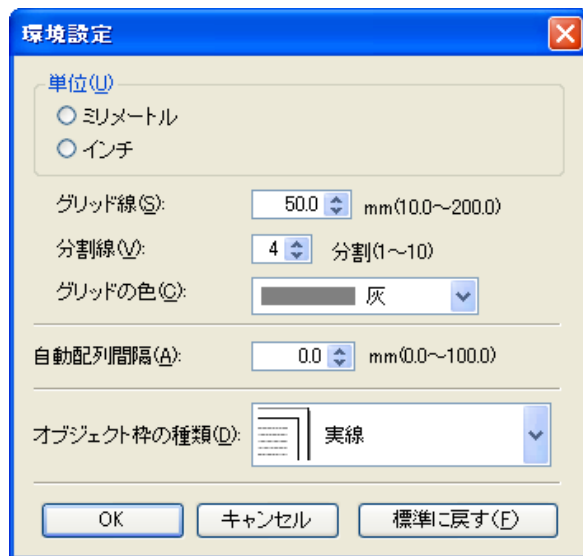 環境設定
単位(U)
ミリメートル
インチ
グリッド線(S): 50.0 mm(10.0～200.0)
分割線(V): 4 分割(1～10)
グリッドの色(C): 灰
自動配列間隔(A): 0.0 mm(0.0～100.0)
オブジェクト枠の種類(D): 実線
OK キャンセル 標準に戻す(F)